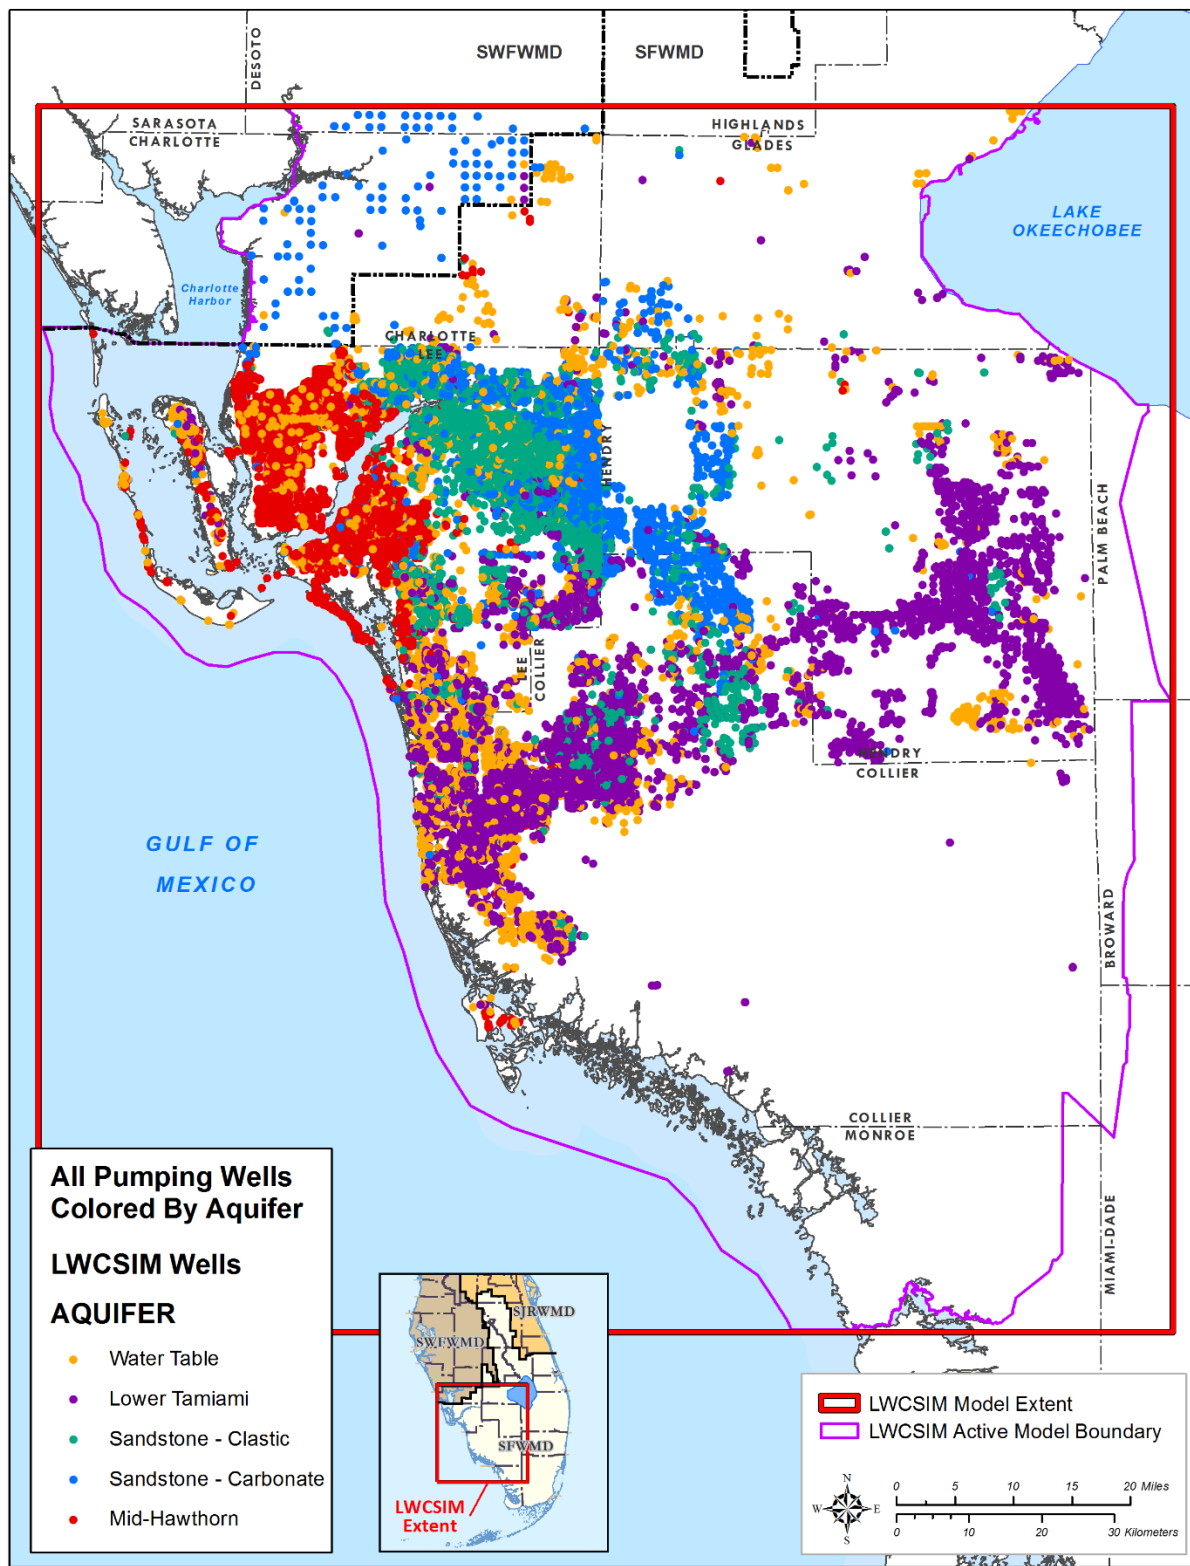 SWFWMD
SFWMD
DESOTO
SARASOTA
CHARLOTTE
HIGHLANDS
GLADES
LAKE
OKEECHOBEE
Charlotte
Harbor
CHARLOTTE
LEE
HENDRY
PALM BEACH
LEE
COLLIER
HENDRY
COLLIER
GULF OF
MEXICO
BROWARD
COLLIER
MONROE
MIAMI-DADE
All Pumping Wells
Colored By Aquifer
LWCSIM Wells
AQUIFER
Water Table
Lower Tamiami
Sandstone - Clastic
Sandstone - Carbonate
Mid-Hawthorn
SJRWMD
SWFWMD
SFWMD
LWCSIM
Extent
LWCSIM Model Extent
LWCSIM Active Model Boundary
N
W
E
S
0 5 10 15 20 Miles
0 10 20 30 Kilometers